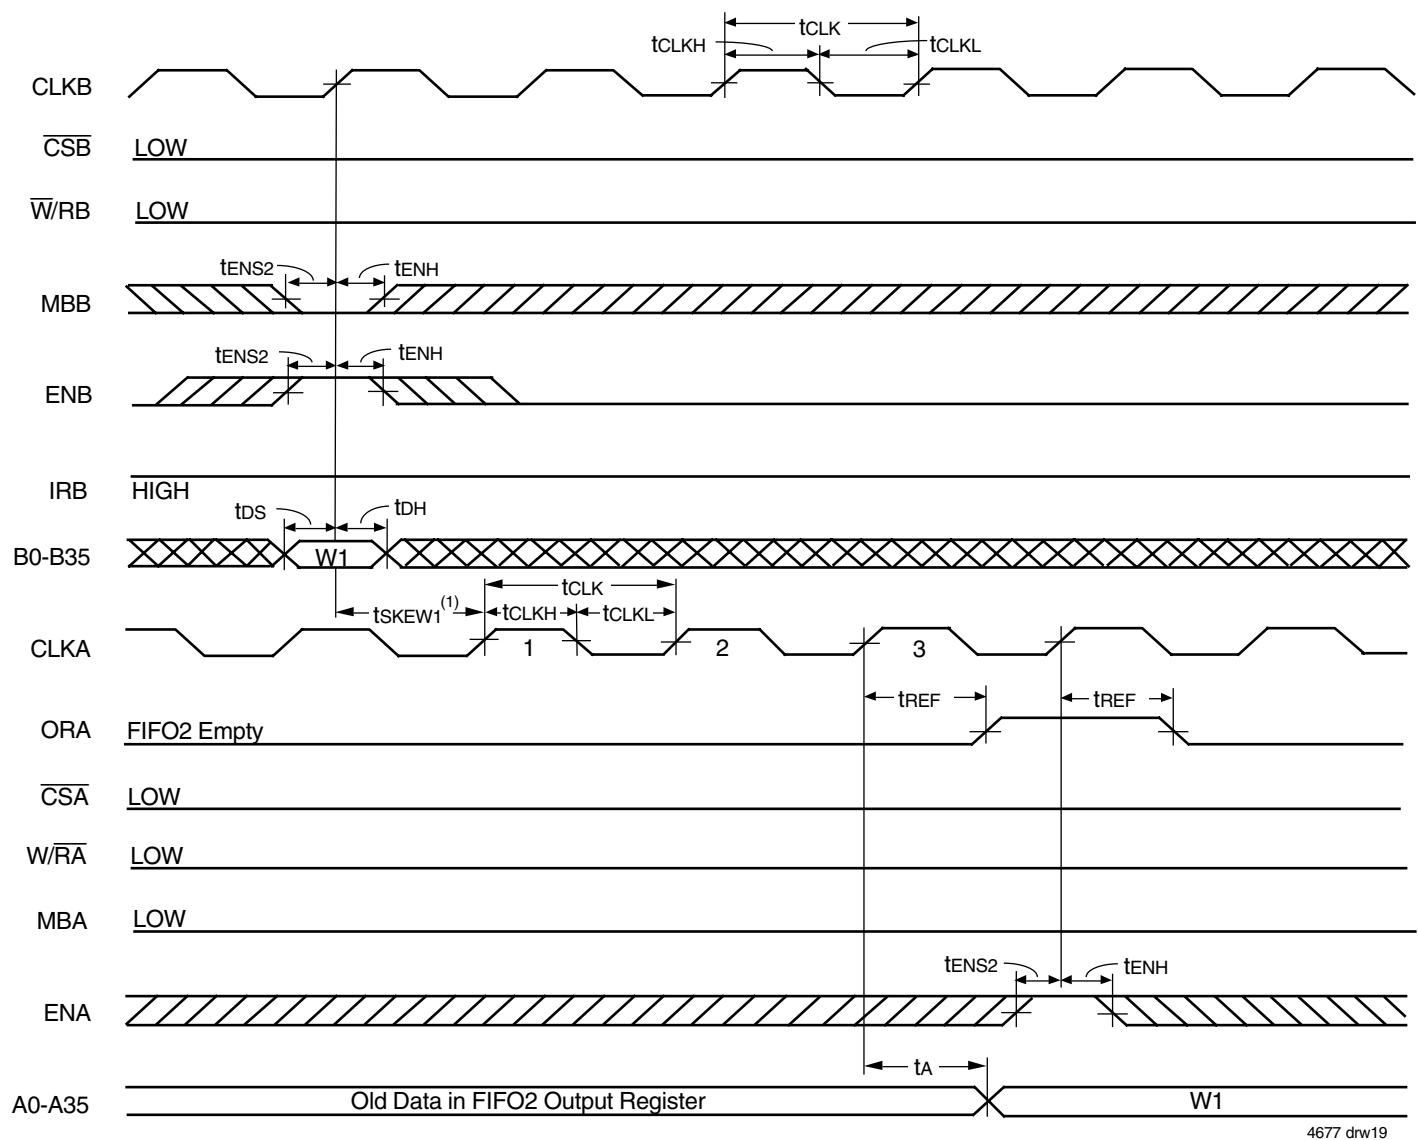 tCLK
tCLKH
tCLKL
CLKB
CSB
LOW
W/RB
LOW
tENS2
tENH
MBB
tENS2
tENH
ENB
IRB
HIGH
tDS
tDH
B0-B35
W1
tCLK
tSKEW1(1)
tCLKH
tCLKL
CLKA
1
2
3
tREF
tREF
ORA
FIFO2 Empty
CSA
LOW
W/RA
LOW
MBA
LOW
tENS2
tENH
ENA
tA
A0-A35
Old Data in FIFO2 Output Register
W1
4677 drw19